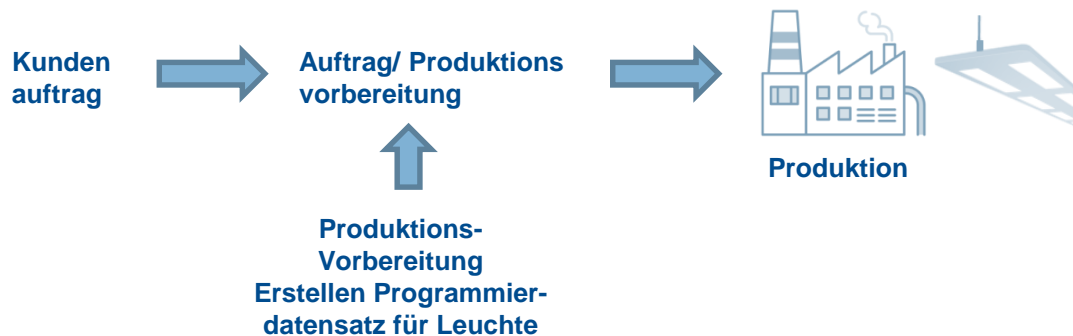 Kunden
auftrag
Auftrag/ Produktions
vorbereitung
Produktion
Produktions-
Vorbereitung
Erstellen Programmier-
datensatz für Leuchte